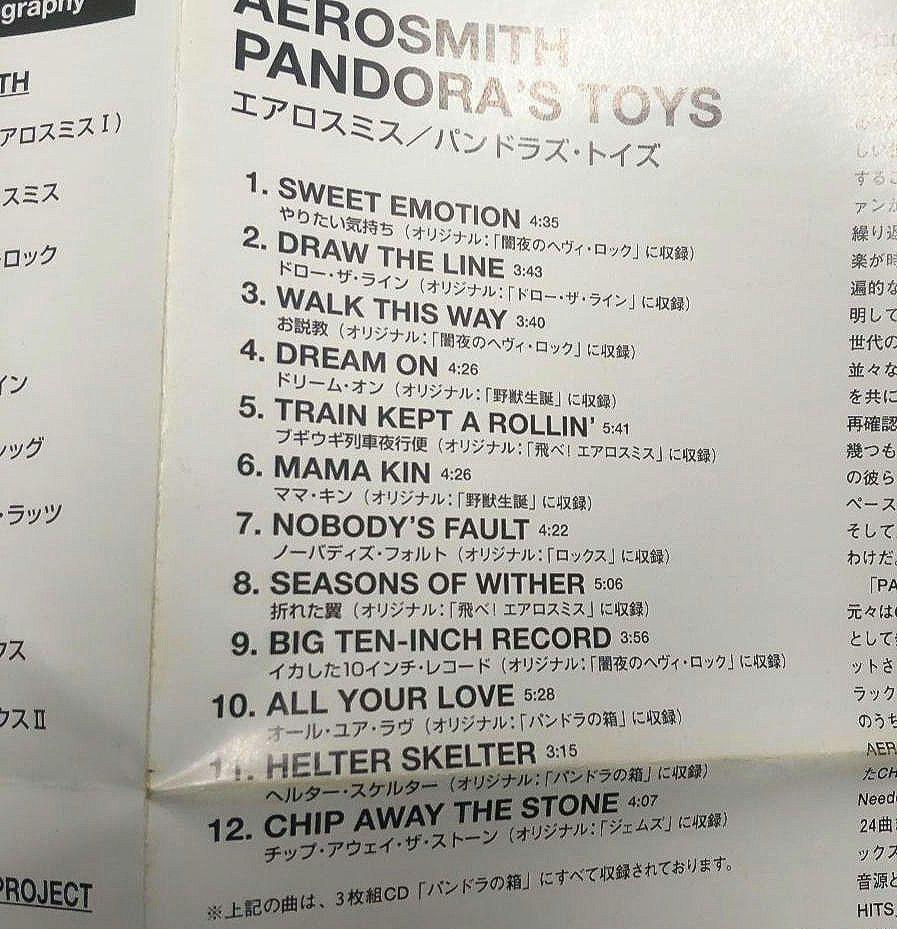 graphy
TH
アロスミスⅠ）
スミス
・ロック
イン
ッグ
・ラッツ
クス
クスⅡ
PROJECT
AEROSMITH
PANDORA'S TOYS
エアロスミス／パンドラズ・トイズ
1. SWEET EMOTION 4:35
やりたい気持ち（オリジナル：「闇夜のヘヴィ・ロック」に収録）
2. DRAW THE LINE 3:43
ドロー・ザ・ライン（オリジナル：「ドロー・ザ・ライン」に収録）
3. WALK THIS WAY 3:40
お説教（オリジナル：「闇夜のヘヴィ・ロック」に収録）
4. DREAM ON 4:26
ドリーム・オン（オリジナル：「野獣生誕」に収録）
5. TRAIN KEPT A ROLLIN' 5:41
ブギウギ列車夜行便（オリジナル：「飛べ！エアロスミス」に収録）
6. MAMA KIN 4:26
ママ・キン（オリジナル：「野獣生誕」に収録）
7. NOBODY'S FAULT 4:22
ノーバディズ・フォルト（オリジナル：「ロックス」に収録）
8. SEASONS OF WITHER 5:06
折れた翼（オリジナル：「飛べ！エアロスミス」に収録）
9. BIG TEN-INCH RECORD 3:56
イカした10インチ・レコード（オリジナル：「闇夜のヘヴィ・ロック」に収録）
10. ALL YOUR LOVE 5:28
オール・ユア・ラヴ（オリジナル：「パンドラの箱」に収録）
11. HELTER SKELTER 3:15
ヘルター・スケルター（オリジナル：「パンドラの箱」に収録）
12. CHIP AWAY THE STONE 4:07
チップ・アウェイ・ザ・ストーン（オリジナル：「ジェムズ」に収録）
※上記の曲は、3枚組CD「パンドラの箱」にすべて収録されております。
しい
するこ
ァンが
繰り返
楽が時
遍的な
明して
世代の
並々な
を共に
再確認
幾つも
の彼ら
ペース
そして
わけだ。
「PA
元々は
として
ットさ
ラック
のうち
AER
たCH
Need
24曲
ックス
音源と
HITS